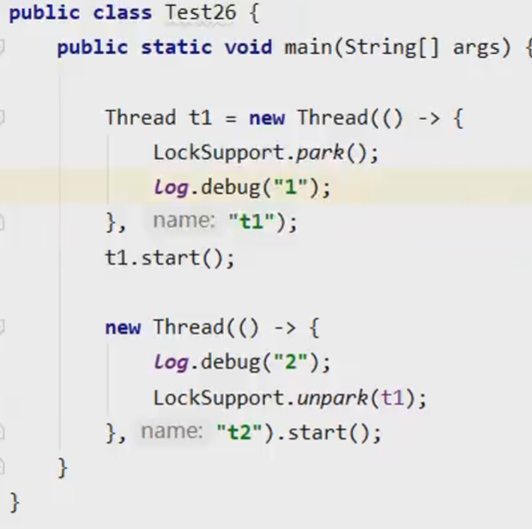 public class Test26 {
public static void main(String[] args) {
Thread t1 = new Thread(() -> {
LockSupport.park();
log.debug("1");
}, name: "t1");
t1.start();
new Thread(() -> {
log.debug("2");
LockSupport.unpark(t1);
}, name: "t2").start();
}
}